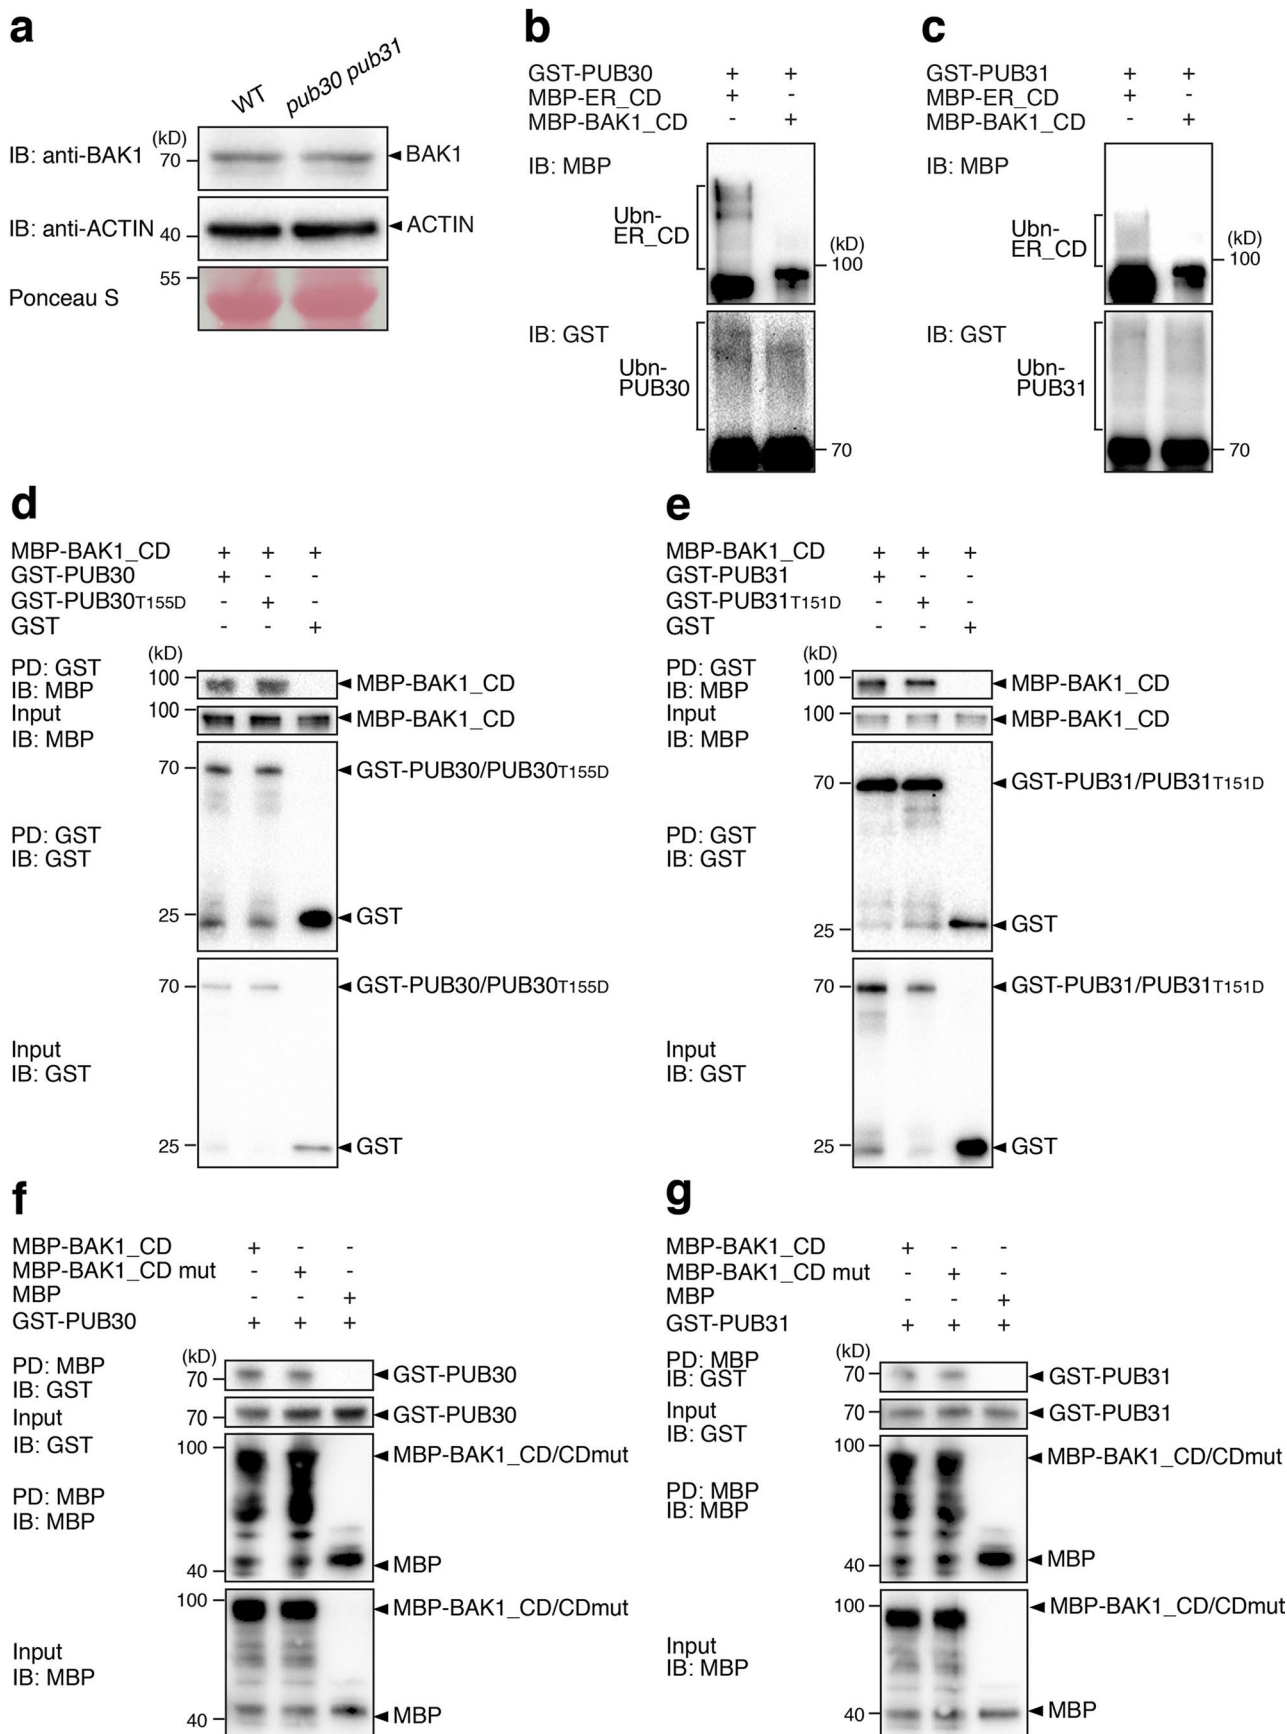 a
WT pub30 pub31
(kD)
IB: anti-BAK1 70 BAK1
IB: anti-ACTIN 40 ACTIN
55
Ponceau S
b
GST-PUB30 + +
MBP-ER_CD + -
MBP-BAK1_CD - +
IB: MBP
Ubn-
ER_CD
(kD)
100
IB: GST
Ubn-
PUB30
70
c
GST-PUB31 + +
MBP-ER_CD + -
MBP-BAK1_CD - +
IB: MBP
Ubn-
ER_CD
(kD)
100
IB: GST
Ubn-
PUB31
70
d
MBP-BAK1_CD + + +
GST-PUB30 + - -
GST-PUB30T155D - + -
GST - - +
(kD)
PD: GST
IB: MBP
100 MBP-BAK1_CD
Input
IB: MBP
100 MBP-BAK1_CD
70 GST-PUB30/PUB30T155D
PD: GST
IB: GST
25 GST
70 GST-PUB30/PUB30T155D
Input
IB: GST
25 GST
e
MBP-BAK1_CD + + +
GST-PUB31 + - -
GST-PUB31T151D - + -
GST - - +
(kD)
PD: GST
IB: MBP
100 MBP-BAK1_CD
Input
IB: MBP
100 MBP-BAK1_CD
70 GST-PUB31/PUB31T151D
PD: GST
IB: GST
25 GST
70 GST-PUB31/PUB31T151D
Input
IB: GST
25 GST
f
MBP-BAK1_CD + - -
MBP-BAK1_CD mut - + -
MBP - - +
GST-PUB30 + + +
(kD)
PD: MBP
IB: GST
70 GST-PUB30
Input
IB: GST
70 GST-PUB30
100 MBP-BAK1_CD/CDmut
PD: MBP
IB: MBP
40 MBP
100 MBP-BAK1_CD/CDmut
Input
IB: MBP
40 MBP
g
MBP-BAK1_CD + - -
MBP-BAK1_CD mut - + -
MBP - - +
GST-PUB31 + + +
(kD)
PD: MBP
IB: GST
70 GST-PUB31
Input
IB: GST
70 GST-PUB31
100 MBP-BAK1_CD/CDmut
PD: MBP
IB: MBP
40 MBP
100 MBP-BAK1_CD/CDmut
Input
IB: MBP
40 MBP